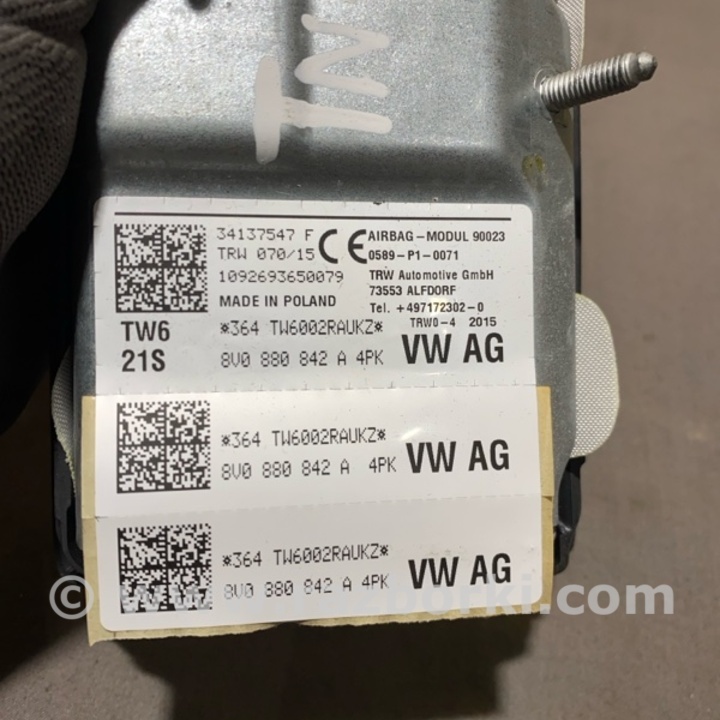 TN
34137547 F
TRW 070/15
1092693650079
MADE IN POLAND
CE
AIRBAG-MODUL 90023
0589-P1-0071
TRW Automotive GmbH
73553 ALFDORF
Tel. +497172302-0
TRW0-4 2015
TW6
21S
*364 TW6002RAUKZ*
8V0 880 842 A 4PK
VW AG
*364 TW6002RAUKZ*
8V0 880 842 A 4PK
VW AG
*364 TW6002RAUKZ*
8V0 880 842 A 4PK
VW AG